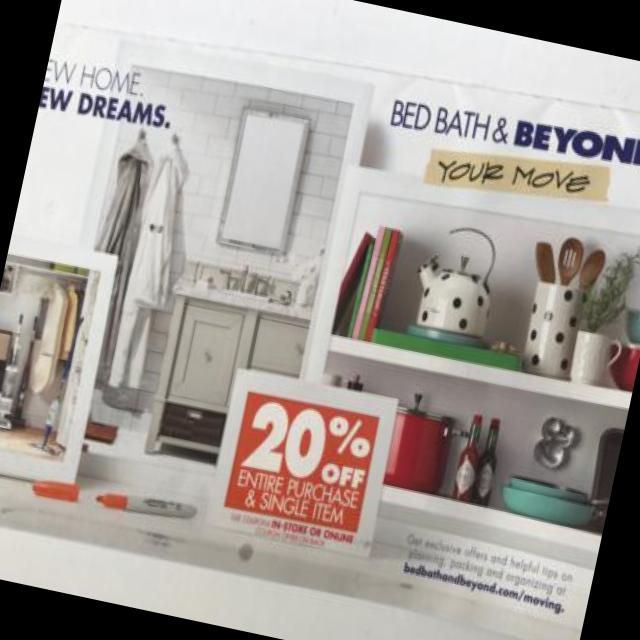 EW HOME.
EW DREAMS.
BED BATH & BEYOND
YOUR MOVE
20% OFF
ENTIRE PURCHASE
& SINGLE ITEM
IN-STORE OR ONLINE
Get exclusive offers and helpful tips on
planning, packing and organizing at
bedbathandbeyond.com/moving.